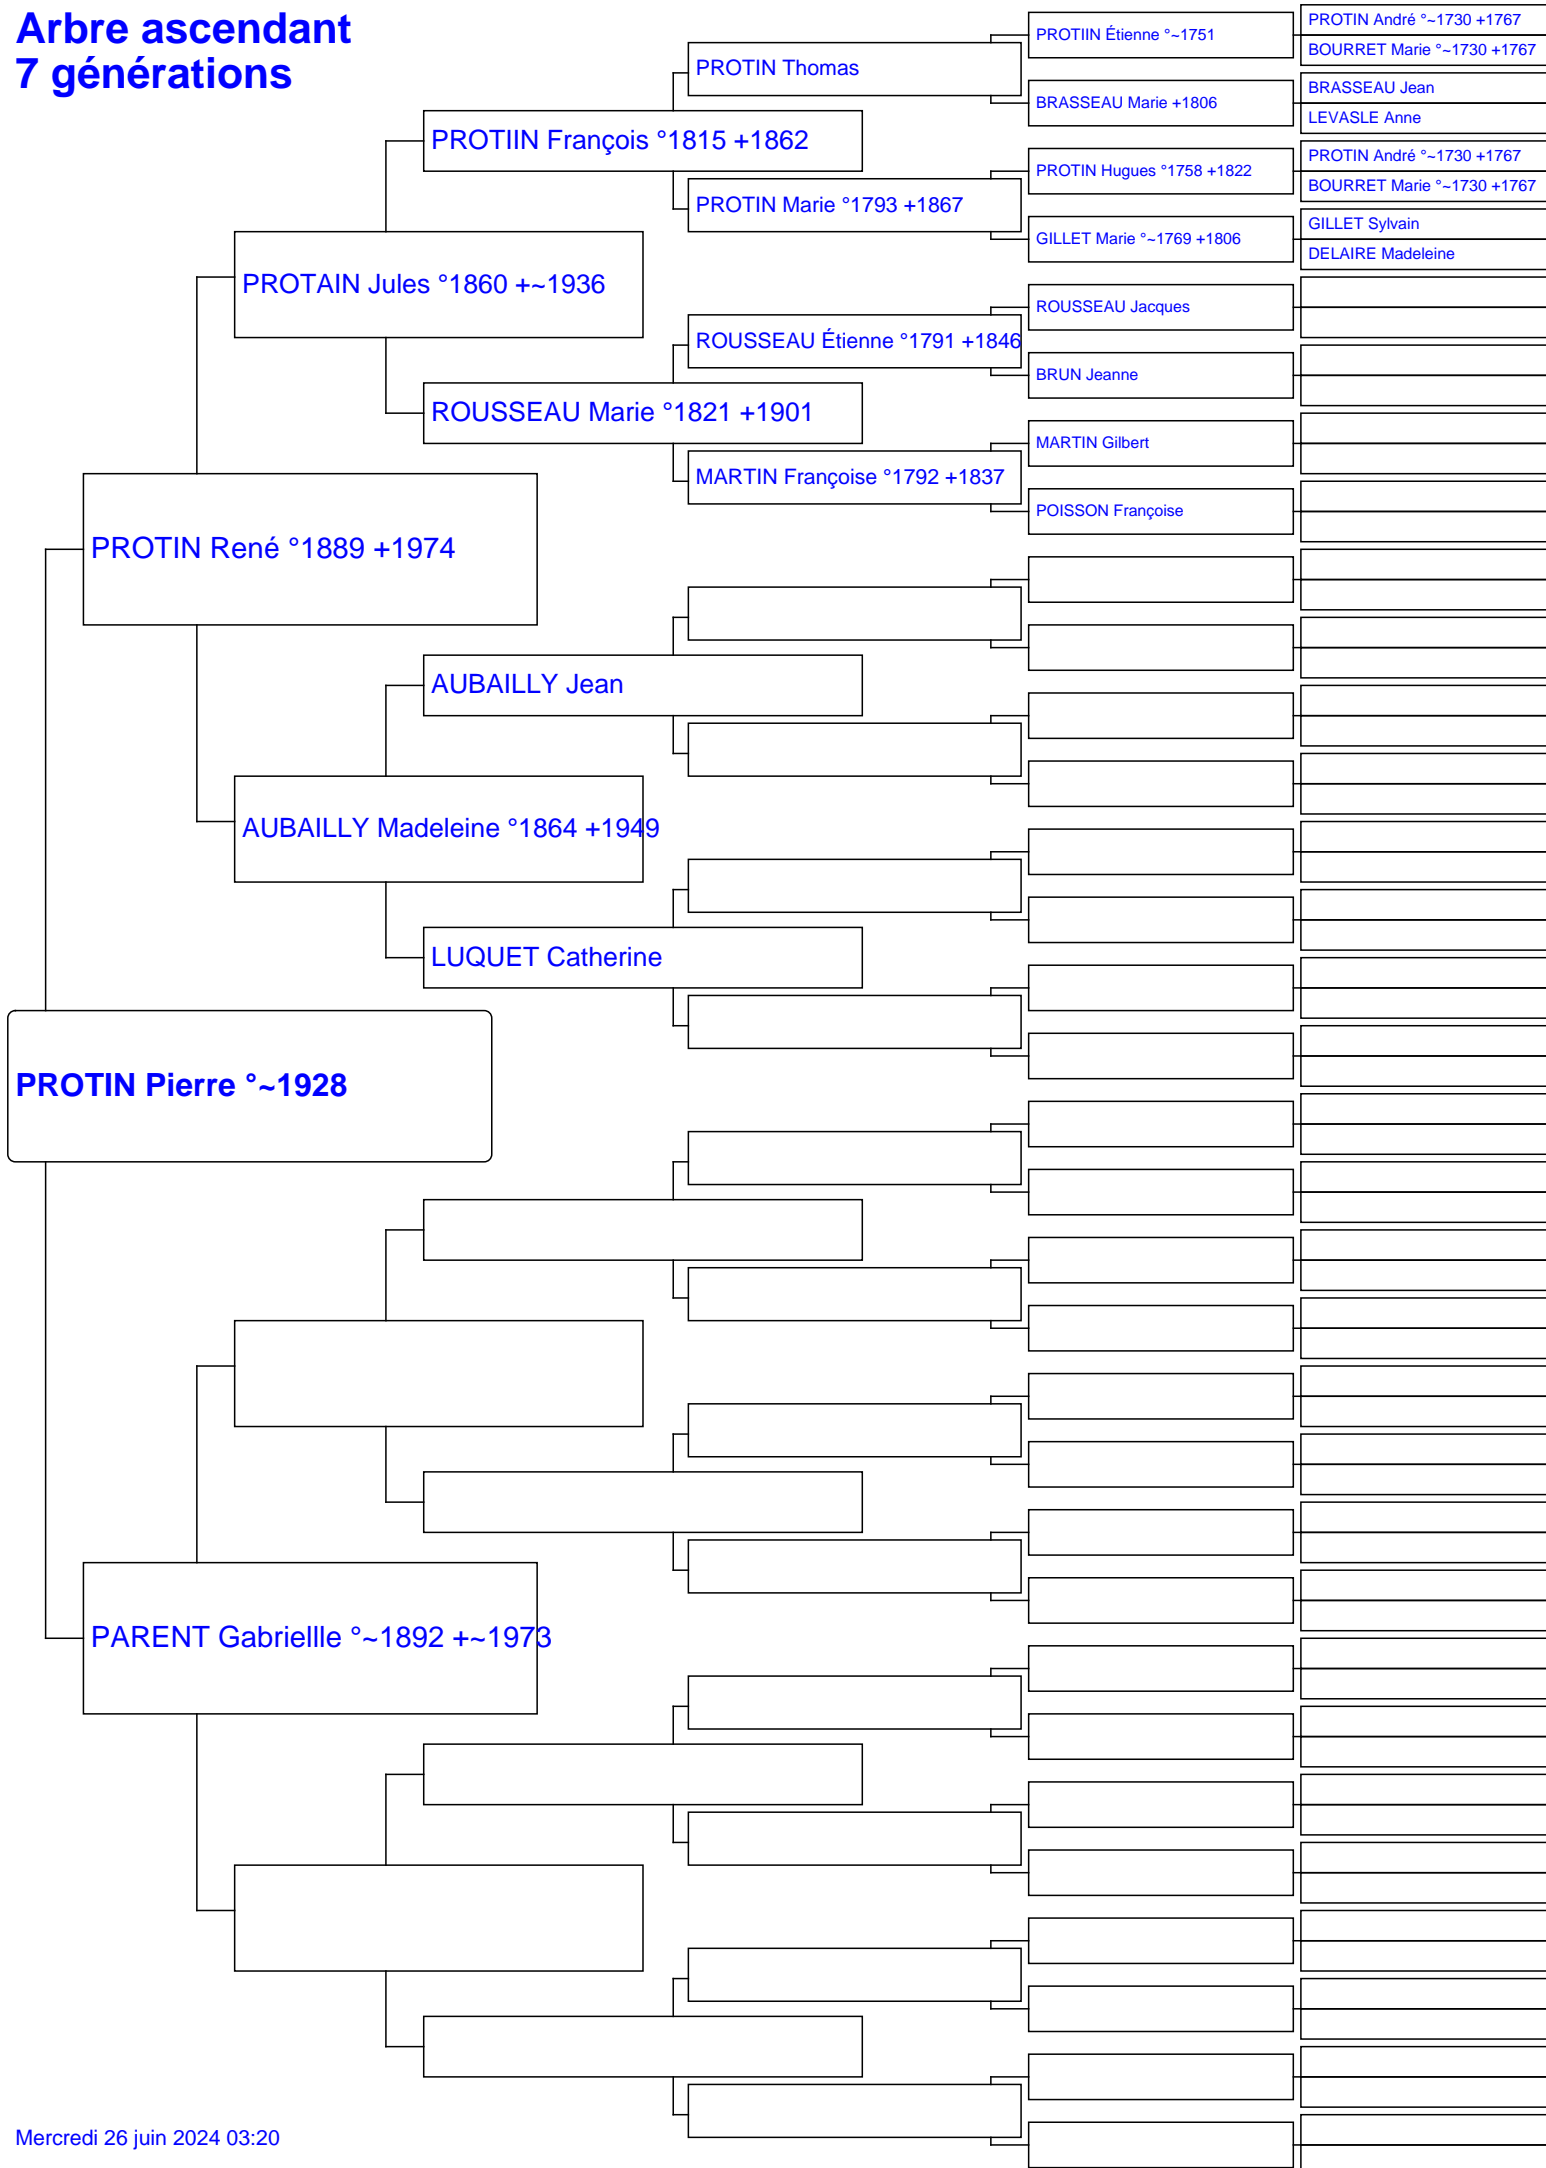 Arbre ascendant
7 générations
PROTIN Pierre °~1928
PROTIN René °1889 +1974
PARENT Gabriellle °~1892 +~1973
PROTAIN Jules °1860 +~1936
AUBAILLY Madeleine °1864 +1949
PROTIIN François °1815 +1862
ROUSSEAU Marie °1821 +1901
AUBAILLY Jean
LUQUET Catherine
PROTIN Thomas
PROTIN Marie °1793 +1867
ROUSSEAU Étienne °1791 +1846
MARTIN Françoise °1792 +1837
PROTIIN Étienne °~1751
BRASSEAU Marie +1806
PROTIN Hugues °1758 +1822
GILLET Marie °~1769 +1806
ROUSSEAU Jacques
BRUN Jeanne
MARTIN Gilbert
POISSON Françoise
PROTIN André °~1730 +1767
BOURRET Marie °~1730 +1767
BRASSEAU Jean
LEVASLE Anne
PROTIN André °~1730 +1767
BOURRET Marie °~1730 +1767
GILLET Sylvain
DELAIRE Madeleine
Mercredi 26 juin 2024 03:20